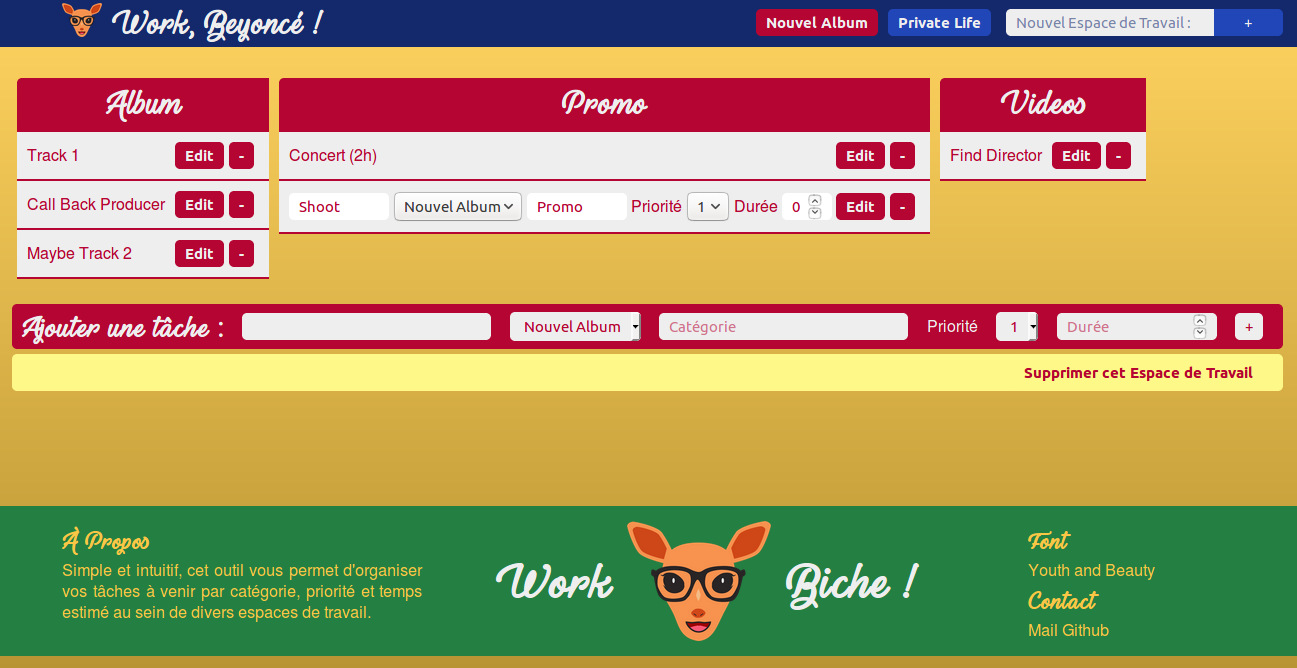 Work, Beyoncé !
Nouvel Album
Private Life
Nouvel Espace de Travail :
+
Album
Track 1 Edit -
Call Back Producer Edit -
Maybe Track 2 Edit -
Promo
Concert (2h) Edit -
Shoot Nouvel Album Promo Priorité 1 Durée 0 Edit -
Videos
Find Director Edit -
Ajouter une tâche : Nouvel Album Catégorie Priorité 1 Durée +
Supprimer cet Espace de Travail
À Propos
Simple et intuitif, cet outil vous permet d'organiser
vos tâches à venir par catégorie, priorité et temps
estimé au sein de divers espaces de travail.
Work Biche !
Font
Youth and Beauty
Contact
Mail Github